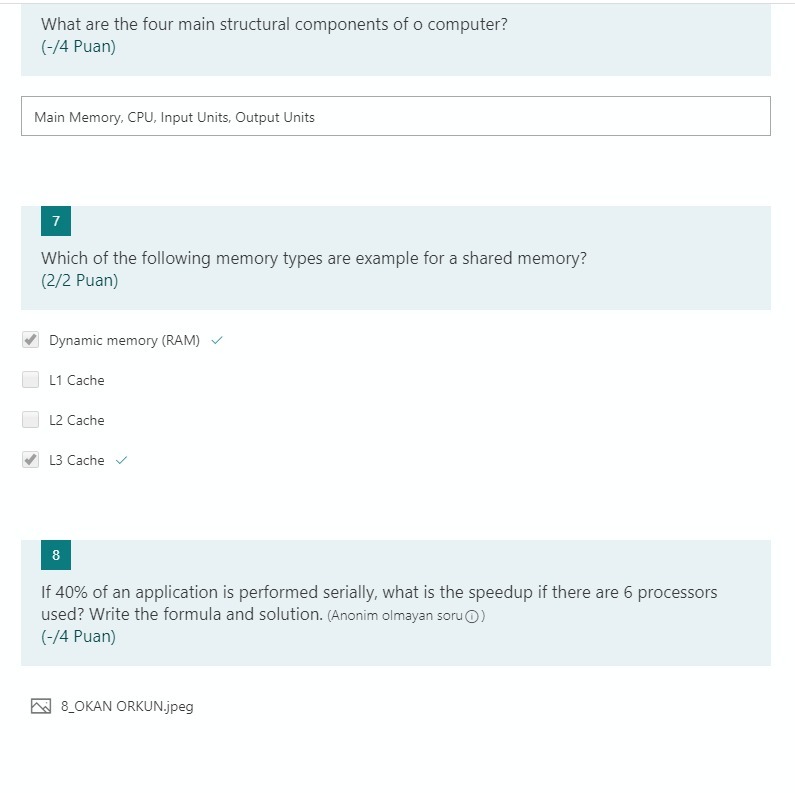 What are the four main structural components of o computer?
(-/4 Puan)
Main Memory, CPU, Input Units, Output Units
7
Which of the following memory types are example for a shared memory?
(2/2 Puan)
Dynamic memory (RAM)
L1 Cache
L2 Cache
L3 Cache
8
If 40% of an application is performed serially, what is the speedup if there are 6 processors
used? Write the formula and solution. (Anonim olmayan soru)
(-/4 Puan)
8_OKAN ORKUN.jpeg